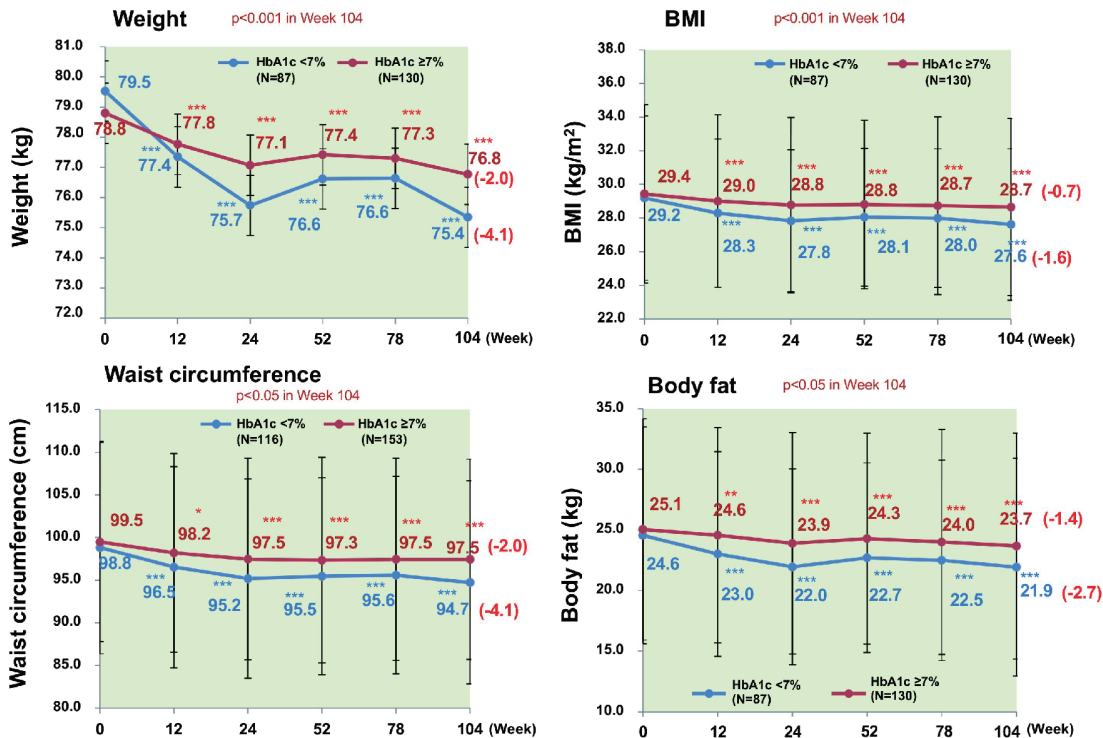 Weight p<0.001 in Week 104
Weight (kg)
81.0
80.0
79.0
78.0
77.0
76.0
75.0
74.0
73.0
72.0
HbA1c <7% HbA1c ≥7%
(N=87) (N=130)
79.5
78.8
*** 77.8
*** 77.1
*** 77.4
*** 77.3
*** 76.8
(-2.0)
*** 77.4
*** 75.7
*** 76.6
*** 76.6
*** 75.4 (-4.1)
0 12 24 52 78 104 (Week)
BMI p<0.001 in Week 104
BMI (kg/m²)
38.0
36.0
34.0
32.0
30.0
28.0
26.0
24.0
22.0
HbA1c <7% HbA1c ≥7%
(N=87) (N=130)
29.4
*** 29.0
*** 28.8
*** 28.8
*** 28.7
*** 28.7 (-0.7)
29.2
*** 28.3
*** 27.8
*** 28.1
*** 28.0
*** 27.6 (-1.6)
0 12 24 52 78 104 (Week)
Waist circumference
p<0.05 in Week 104
Waist circumference (cm)
115.0
110.0
105.0
100.0
95.0
90.0
85.0
80.0
HbA1c <7% HbA1c ≥7%
(N=116) (N=153)
99.5
* 98.2
*** 97.5
*** 97.3
*** 97.5
*** 97.5 (-2.0)
98.8
*** 96.5
*** 95.2
*** 95.5
*** 95.6
*** 94.7 (-4.1)
0 12 24 52 78 104 (Week)
Body fat p<0.05 in Week 104
Body fat (kg)
35.0
30.0
25.0
20.0
15.0
10.0
25.1
** 24.6
*** 23.9
*** 24.3
*** 24.0
*** 23.7 (-1.4)
24.6
*** 23.0
*** 22.0
*** 22.7
*** 22.5
*** 21.9 (-2.7)
HbA1c <7% HbA1c ≥7%
(N=87) (N=130)
0 12 24 52 78 104 (Week)